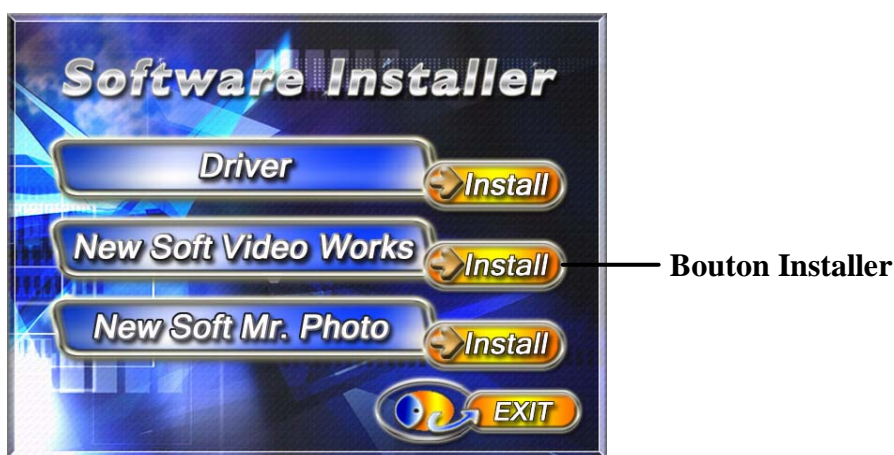 Software Installer
Driver
Install
New Soft Video Works
Install
Bouton Installer
New Soft Mr. Photo
Install
EXIT